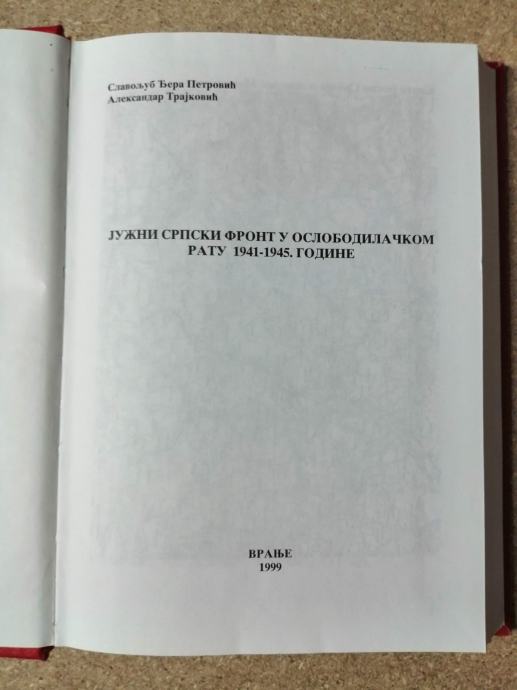 Славољуб Ђера Петровић
Александар Трајковић
ЈУЖНИ СРПСКИ ФРОНТ У ОСЛОБОДИЛАЧКОМ
РАТУ 1941-1945. ГОДИНЕ
ВРАЊЕ
1999